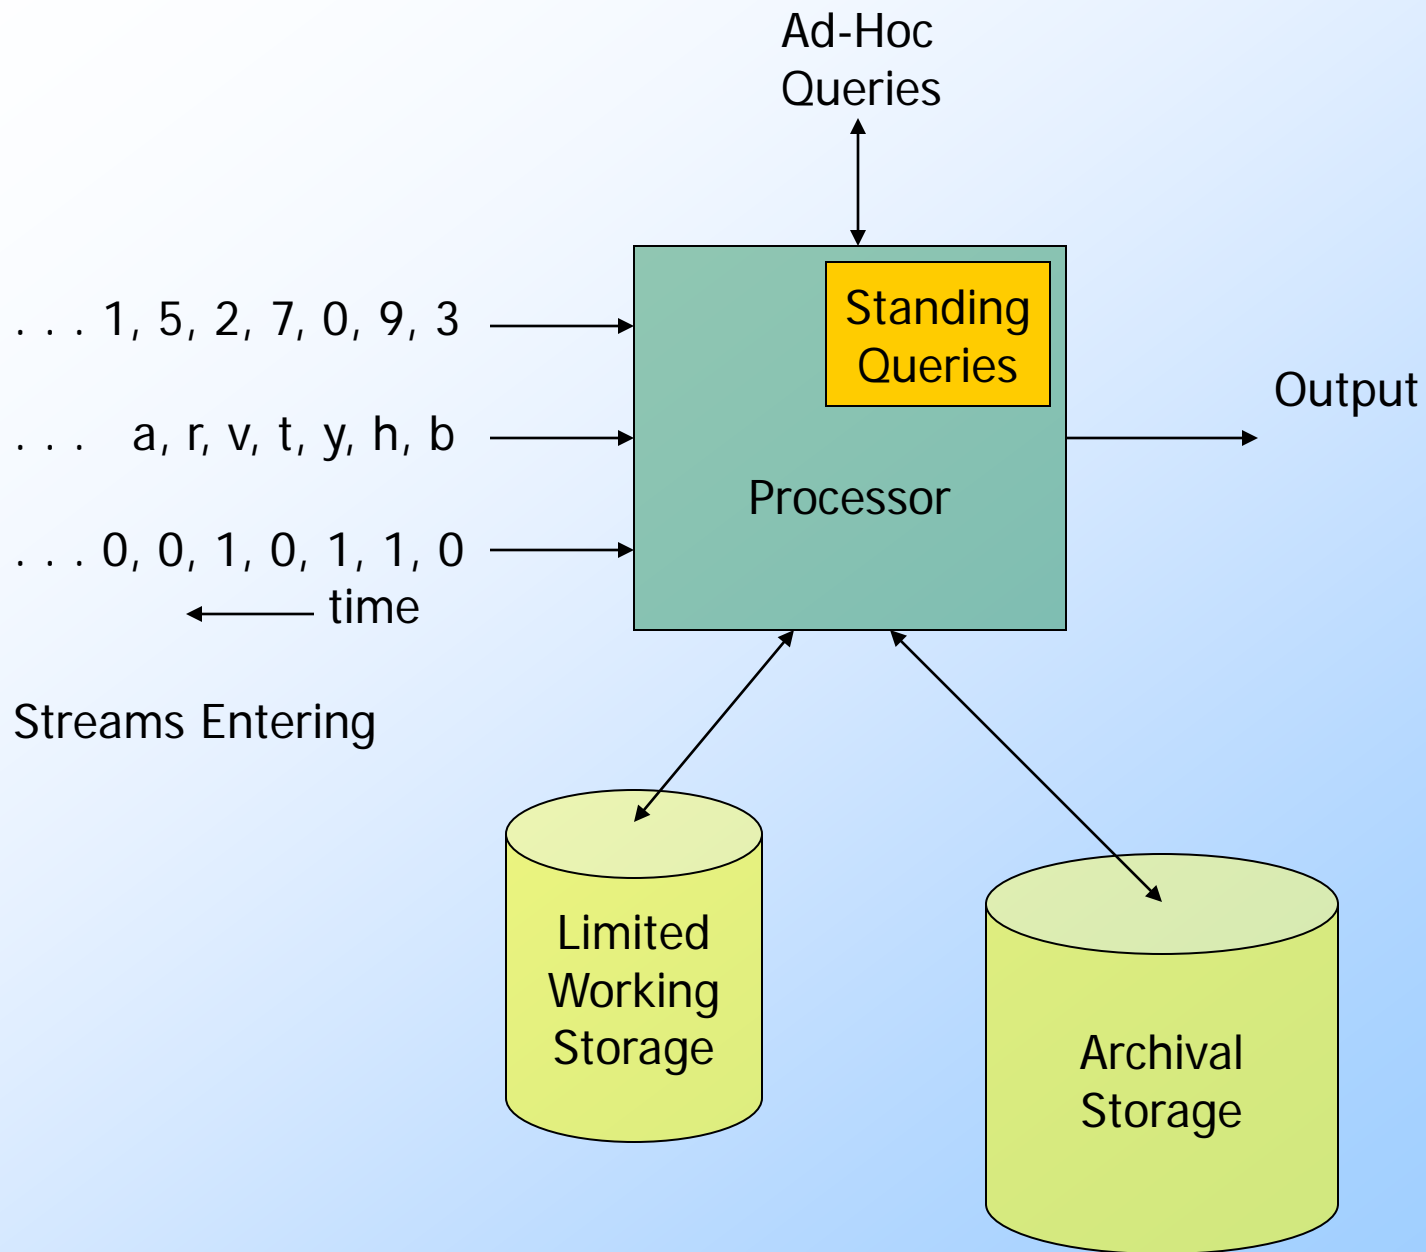 Ad-Hoc
Queries
Standing
Queries
. . . 1, 5, 2, 7, 0, 9, 3
Output
. . . a, r, v, t, y, h, b
Processor
. . . 0, 0, 1, 0, 1, 1, 0
time
Streams Entering
Limited
Working
Storage
Archival
Storage